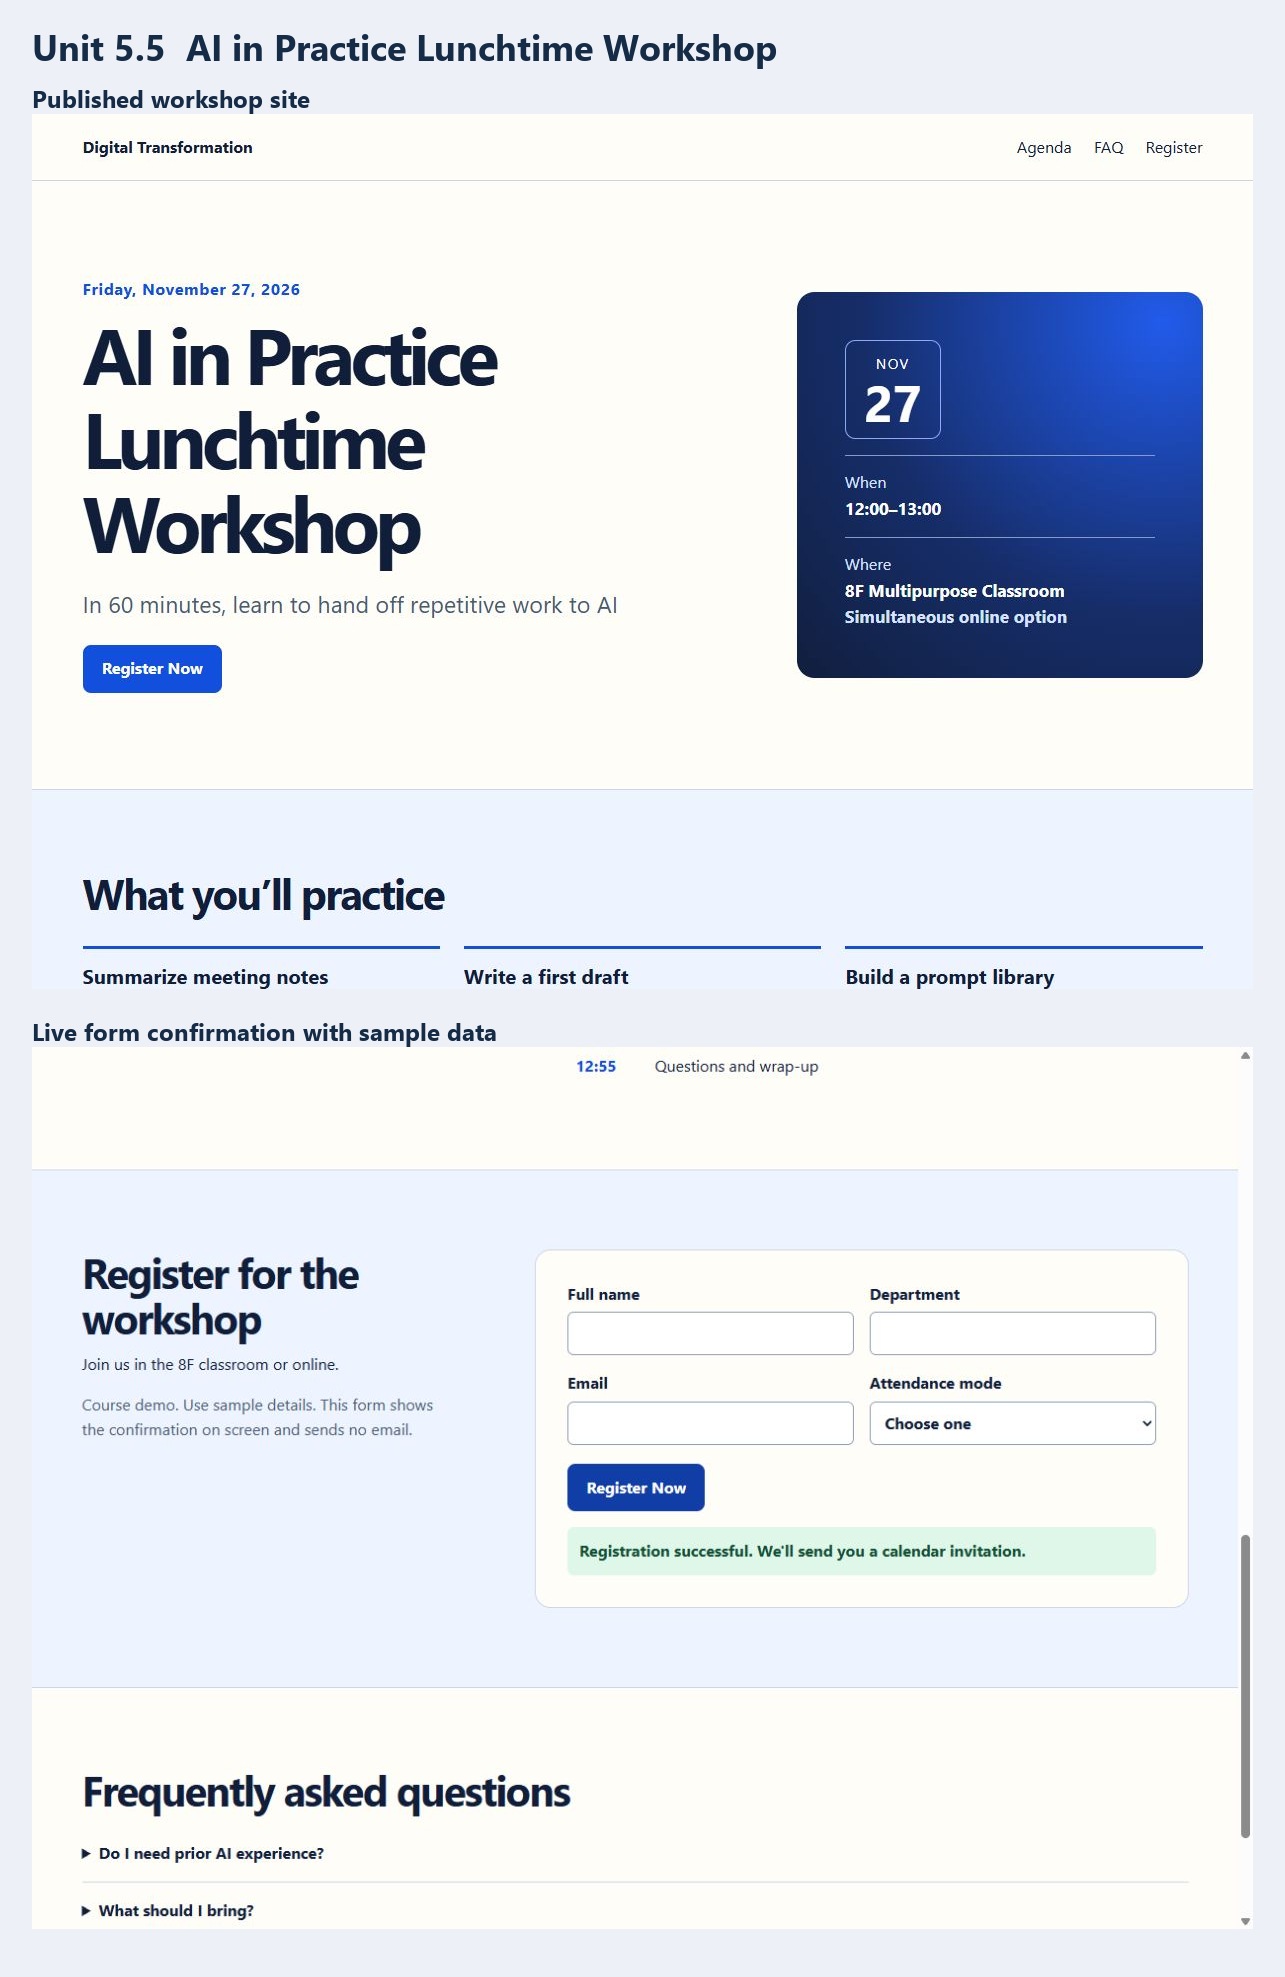 Unit 5.5  AI in Practice Lunchtime Workshop
Published workshop site
Digital Transformation
Agenda FAQ Register
Friday, November 27, 2026
AI in Practice
Lunchtime
Workshop
In 60 minutes, learn to hand off repetitive work to AI
Register Now
NOV
27
When
12:00–13:00
Where
8F Multipurpose Classroom
Simultaneous online option
What you’ll practice
Summarize meeting notes
Write a first draft
Build a prompt library
Live form confirmation with sample data
12:55 Questions and wrap-up
Register for the
workshop
Join us in the 8F classroom or online.
Course demo. Use sample details. This form shows
the confirmation on screen and sends no email.
Full name
Department
Email
Attendance mode
Choose one
Register Now
Registration successful. We'll send you a calendar invitation.
Frequently asked questions
Do I need prior AI experience?
What should I bring?